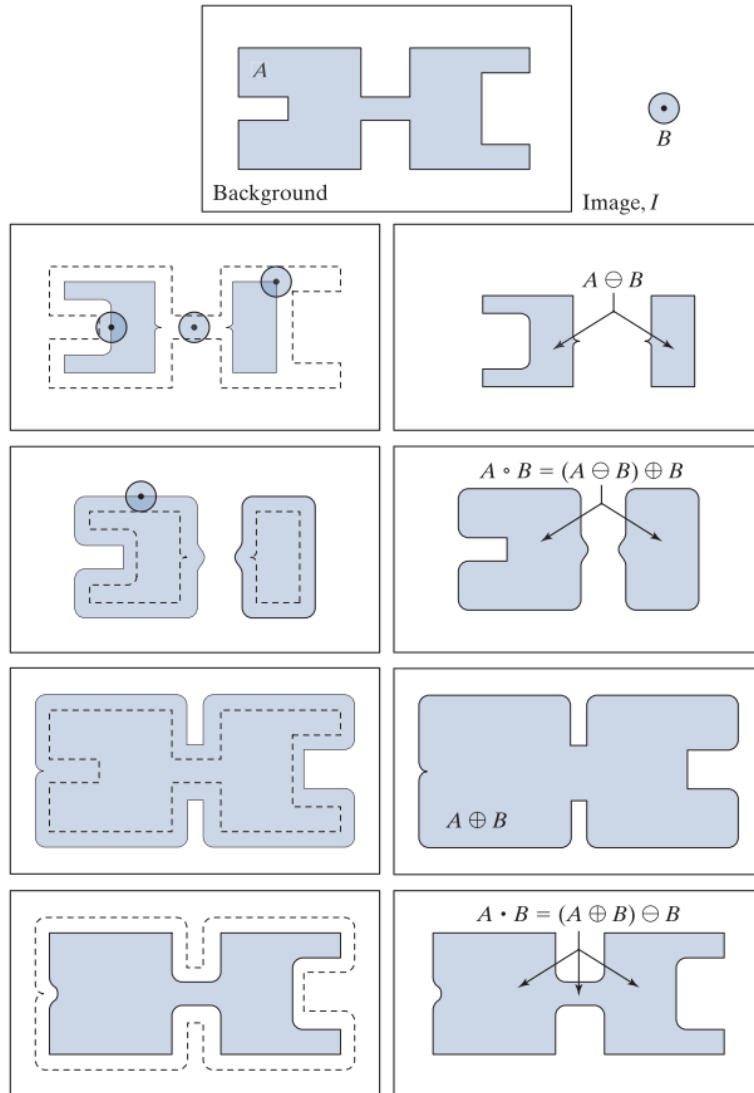 A
B
Background
Image, I
A ⊖ B
A ∘ B = (A ⊖ B) ⊕ B
A ⊕ B
A • B = (A ⊕ B) ⊖ B